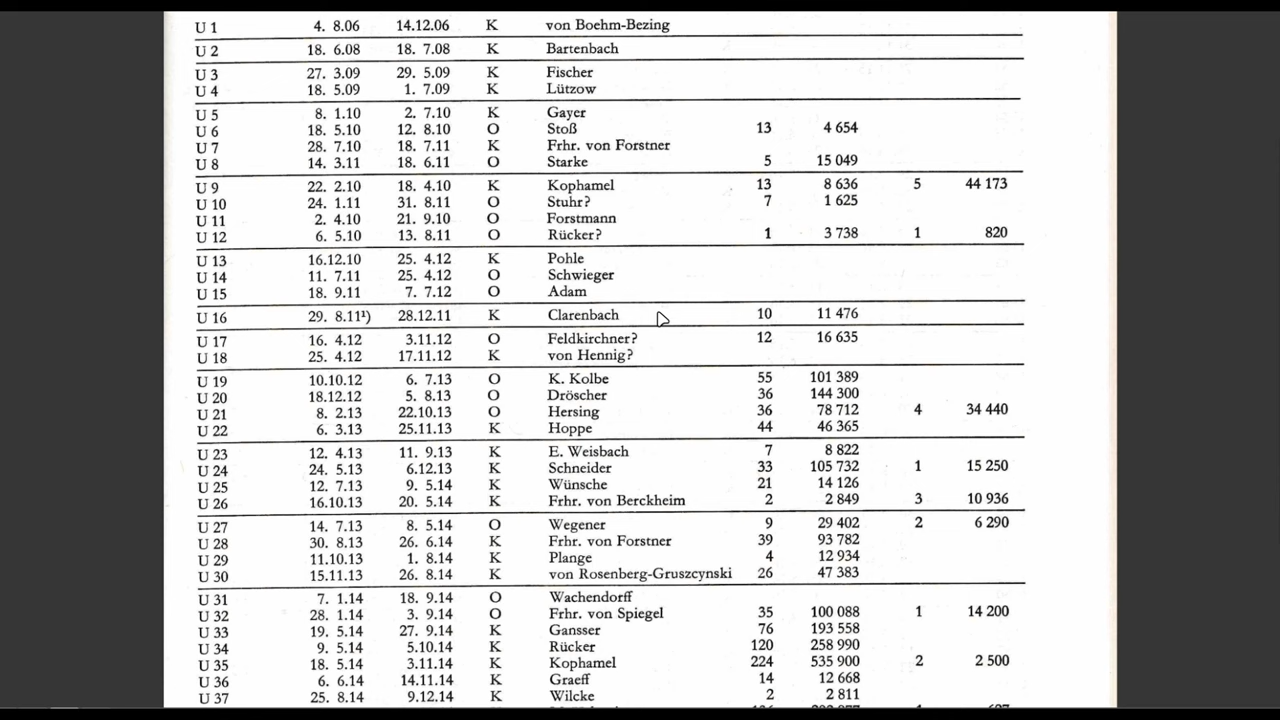 U 1 4. 8.06 14.12.06 K von Boehm-Bezing
U 2 18. 6.08 18. 7.08 K Bartenbach
U 3 27. 3.09 29. 5.09 K Fischer
U 4 18. 5.09 1. 7.09 K Lützow
U 5 8. 1.10 2. 7.10 K Gayer
U 6 18. 5.10 12. 8.10 O Stoß 13 4 654
U 7 28. 7.10 18. 7.11 K Frhr. von Forstner
U 8 14. 3.11 18. 6.11 O Starke 5 15 049
U 9 22. 2.10 18. 4.10 K Kophamel 13 8 636 5 44 173
U 10 24. 1.11 31. 8.11 O Stuhr? 7 1 625
U 11 2. 4.10 21. 9.10 O Forstmann
U 12 6. 5.10 13. 8.11 O Rücker? 1 3 738 1 820
U 13 16.12.10 25. 4.12 K Pohle
U 14 11. 7.11 25. 4.12 O Schwieger
U 15 18. 9.11 7. 7.12 O Adam
U 16 29. 8.11¹) 28.12.11 K Clarenbach 10 11 476
U 17 16. 4.12 3.11.12 O Feldkirchner? 12 16 635
U 18 25. 4.12 17.11.12 K von Hennig?
U 19 10.10.12 6. 7.13 O K. Kolbe 55 101 389
U 20 18.12.12 5. 8.13 O Dröscher 36 144 300
U 21 8. 2.13 22.10.13 O Hersing 36 78 712 4 34 440
U 22 6. 3.13 25.11.13 K Hoppe 44 46 365
U 23 12. 4.13 11. 9.13 K E. Weisbach 7 8 822
U 24 24. 5.13 6.12.13 K Schneider 33 105 732 1 15 250
U 25 12. 7.13 9. 5.14 K Wünsche 21 14 126
U 26 16.10.13 20. 5.14 K Frhr. von Berckheim 2 2 849 3 10 936
U 27 14. 7.13 8. 5.14 O Wegener 9 29 402 2 6 290
U 28 30. 8.13 26. 6.14 K Frhr. von Forstner 39 93 782
U 29 11.10.13 1. 8.14 K Plange 4 12 934
U 30 15.11.13 26. 8.14 K von Rosenberg-Gruszcynski 26 47 383
U 31 7. 1.14 18. 9.14 O Wachendorff
U 32 28. 1.14 3. 9.14 O Frhr. von Spiegel 35 100 088 1 14 200
U 33 19. 5.14 27. 9.14 K Gansser 76 193 558
U 34 9. 5.14 5.10.14 K Rücker 120 258 990
U 35 18. 5.14 3.11.14 K Kophamel 224 535 900 2 2 500
U 36 6. 6.14 14.11.14 K Graeff 14 12 668
U 37 25. 8.14 9.12.14 K Wilcke 2 2 811